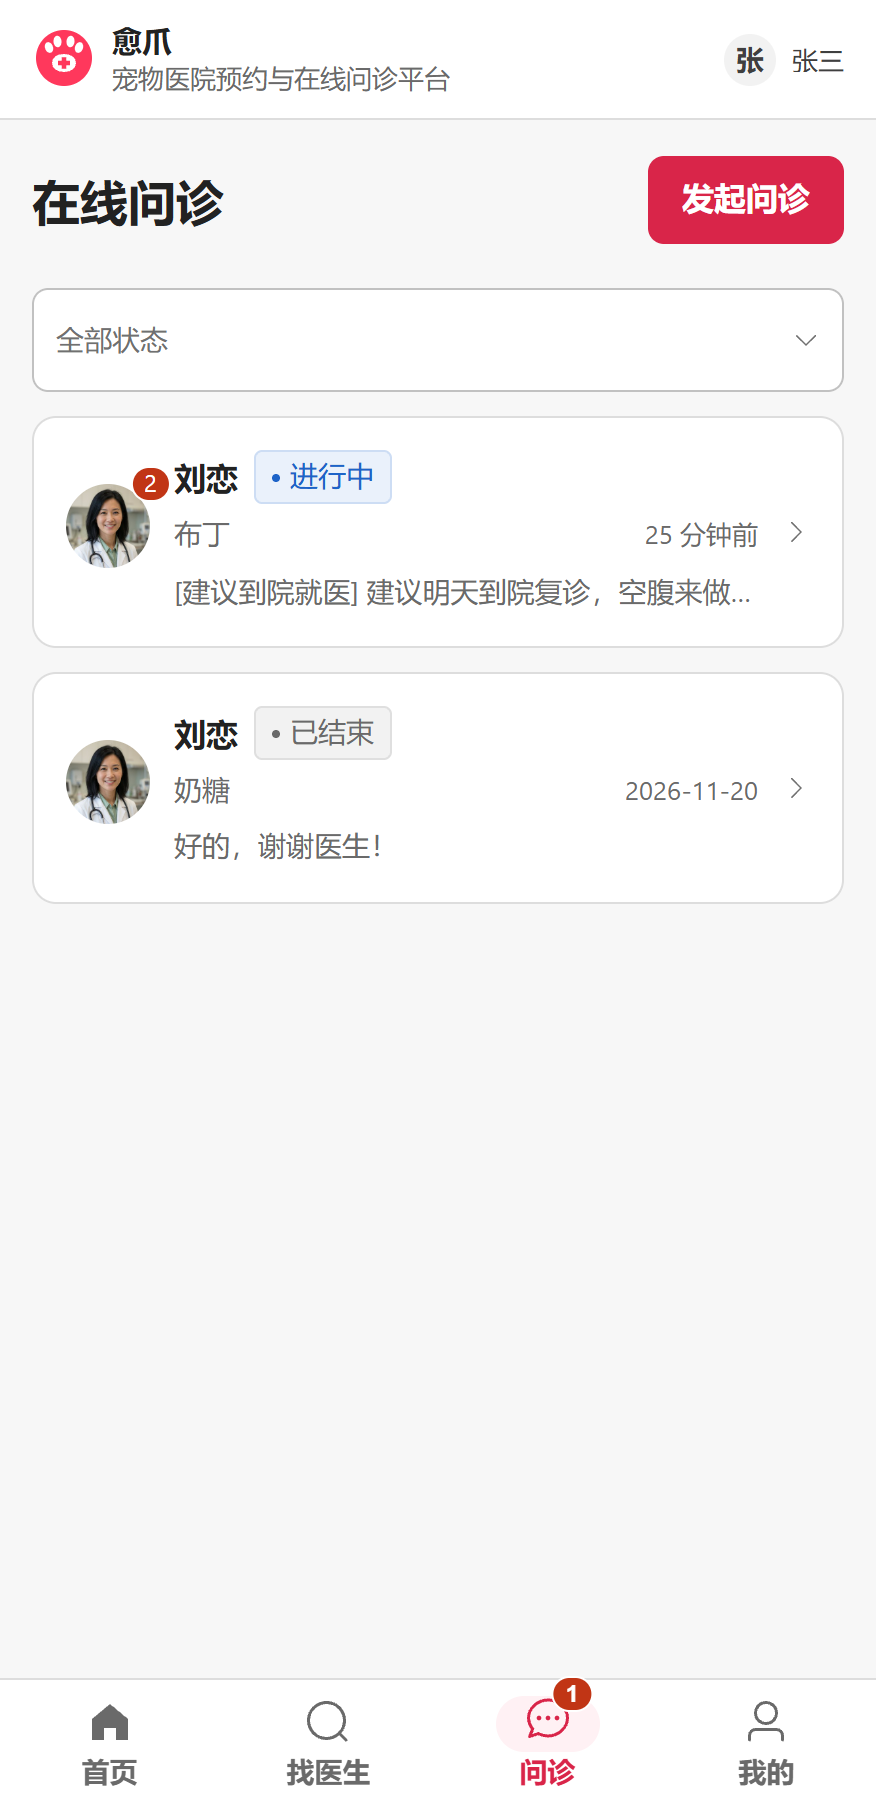 愈爪
宠物医院预约与在线问诊平台
张 张三
在线问诊
发起问诊
全部状态
2
刘恋
进行中
布丁
25 分钟前
[建议到院就医] 建议明天到院复诊，空腹来做...
刘恋
已结束
奶糖
2026-11-20
好的，谢谢医生！
首页
找医生
1
问诊
我的